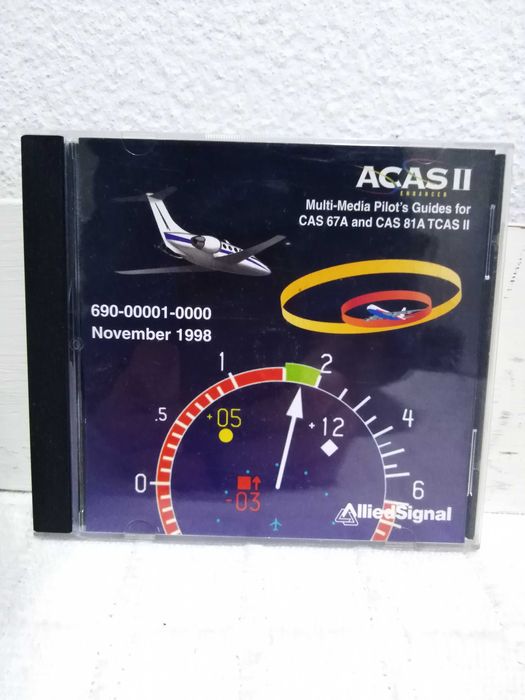 ACAS II
ENHANCED
Multi-Media Pilot's Guides for
CAS 67A and CAS 81A TCAS II
690-00001-0000
November 1998
1
2
.5
+05
4
+12
0
-03
6
AlliedSignal